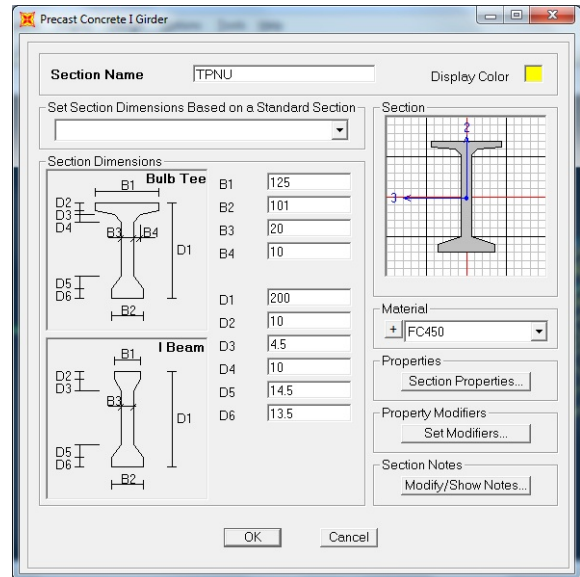 Precast Concrete I Girder
Section Name TPNU Display Color
Set Section Dimensions Based on a Standard Section
Section
2
3
Section Dimensions
Bulb Tee
B1
D2
D3
D4
B3 B4
D1
D5
D6
B2
I Beam
B1
D2
D3
B3
D1
D5
D6
B2
B1 125
B2 101
B3 20
B4 10
D1 200
D2 10
D3 4.5
D4 10
D5 14.5
D6 13.5
Material
+ FC450
Properties
Section Properties...
Property Modifiers
Set Modifiers...
Section Notes
Modify/Show Notes...
OK Cancel